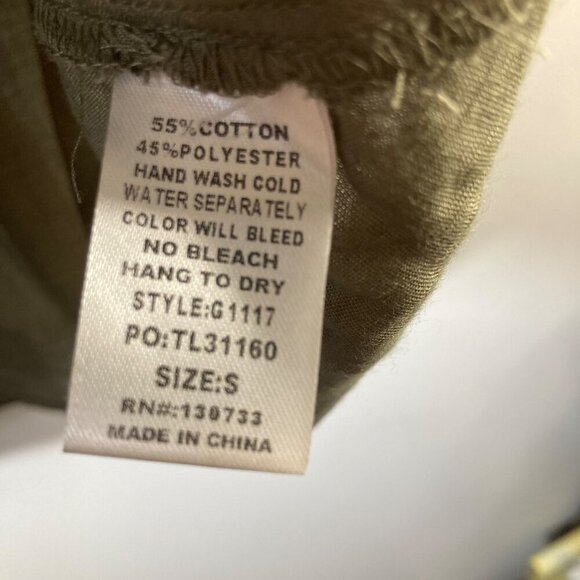 55%COTTON
45%POLYESTER
HAND WASH COLD
WATER SEPARATELY
COLOR WILL BLEED
NO BLEACH
HANG TO DRY
STYLE:G1117
PO:TL31160
SIZE:S
RN#:130733
MADE IN CHINA